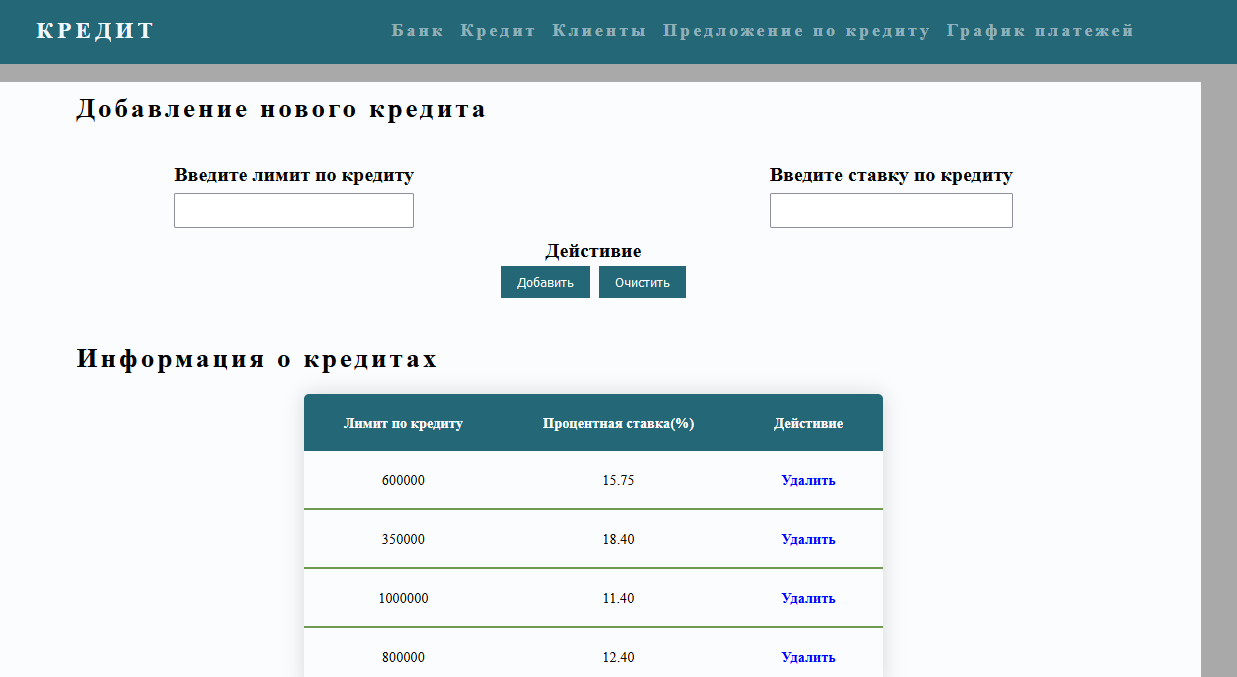 КРЕДИТ Банк Кредит Клиенты Предложение по кредиту График платежей
Добавление нового кредита
Введите лимит по кредиту Введите ставку по кредиту
Дейстивие
Добавить Очистить
Информация о кредитах
Лимит по кредиту Процентная ставка(%) Дейстивие
600000 15.75 Удалить
350000 18.40 Удалить
1000000 11.40 Удалить
800000 12.40 Удалить